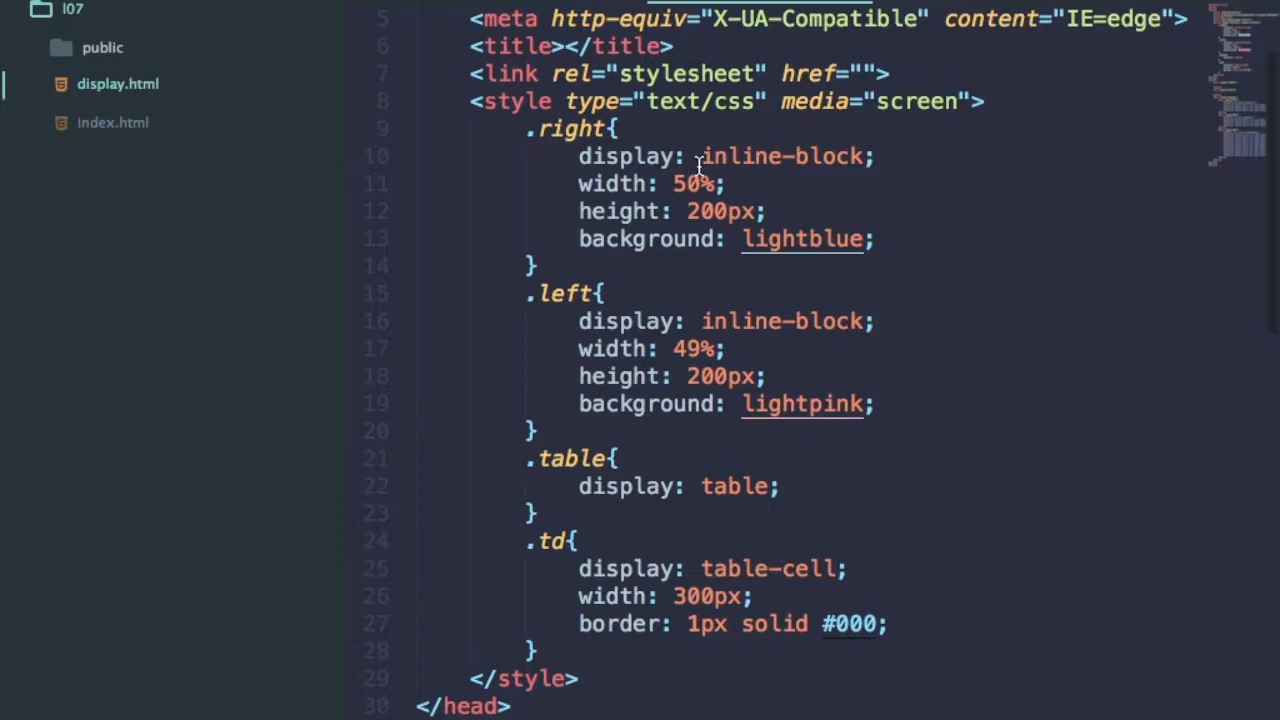 l07
public
display.html
index.html
5 <meta http-equiv="X-UA-Compatible" content="IE=edge">
6 <title></title>
7 <link rel="stylesheet" href="">
8 <style type="text/css" media="screen">
9 .right{
10 display: inline-block;
11 width: 50%;
12 height: 200px;
13 background: lightblue;
14 }
15 .left{
16 display: inline-block;
17 width: 49%;
18 height: 200px;
19 background: lightpink;
20 }
21 .table{
22 display: table;
23 }
24 .td{
25 display: table-cell;
26 width: 300px;
27 border: 1px solid #000;
28 }
29 </style>
30 </head>